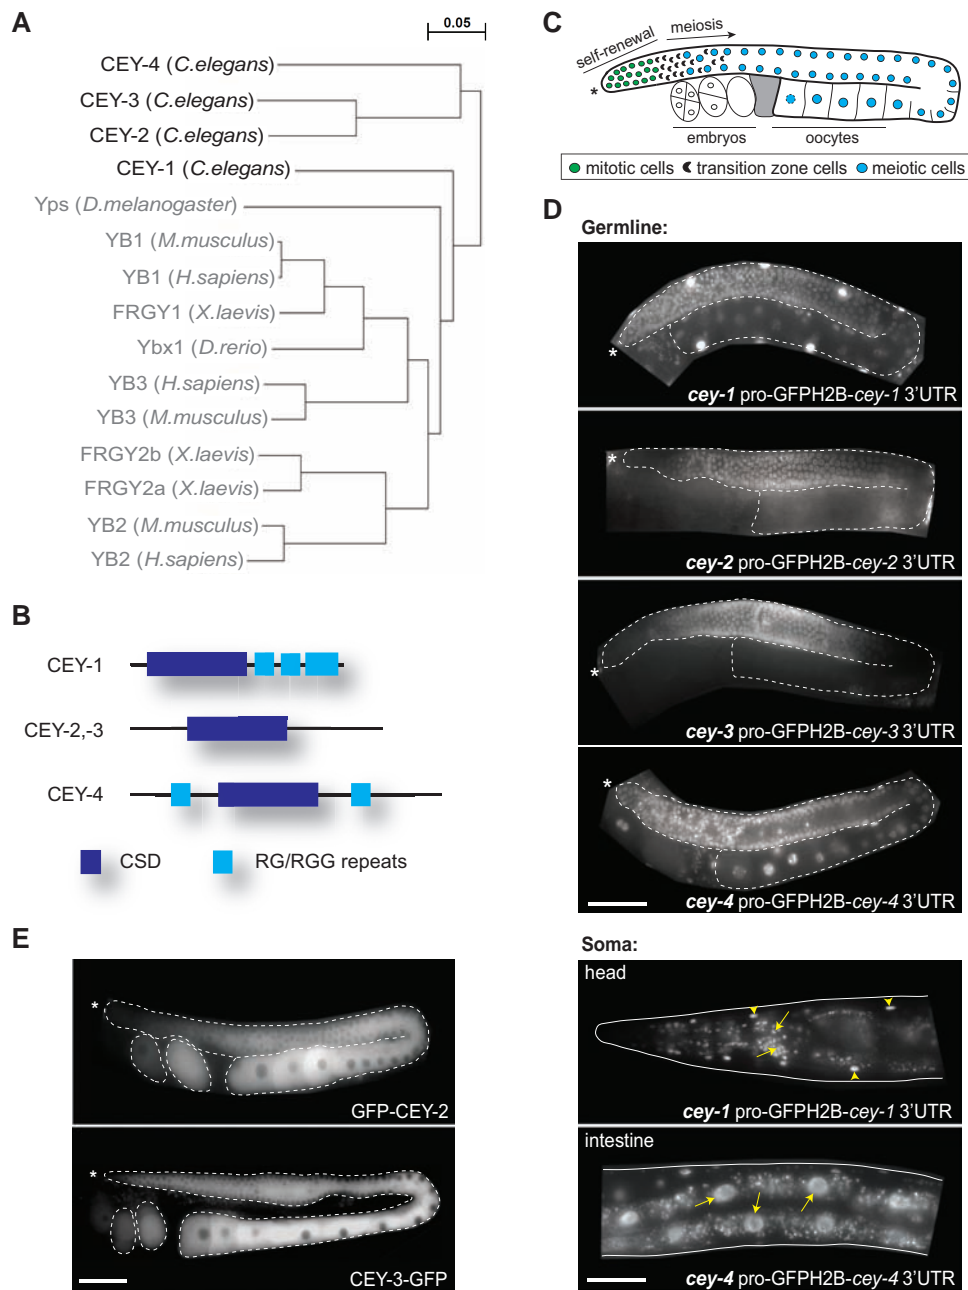 A
0.05
CEY-4 (C.elegans)
CEY-3 (C.elegans)
CEY-2 (C.elegans)
CEY-1 (C.elegans)
Yps (D.melanogaster)
YB1 (M.musculus)
YB1 (H.sapiens)
FRGY1 (X.laevis)
Ybx1 (D.rerio)
YB3 (H.sapiens)
YB3 (M.musculus)
FRGY2b (X.laevis)
FRGY2a (X.laevis)
YB2 (M.musculus)
YB2 (H.sapiens)
B
CEY-1
CEY-2,-3
CEY-4
CSD
RG/RGG repeats
C
self-renewal
meiosis
*
embryos
oocytes
mitotic cells
transition zone cells
meiotic cells
D
Germline:
*
cey-1 pro-GFPH2B-cey-1 3'UTR
*
cey-2 pro-GFPH2B-cey-2 3'UTR
*
cey-3 pro-GFPH2B-cey-3 3'UTR
*
cey-4 pro-GFPH2B-cey-4 3'UTR
Soma:
head
cey-1 pro-GFPH2B-cey-1 3'UTR
intestine
cey-4 pro-GFPH2B-cey-4 3'UTR
E
*
GFP-CEY-2
*
CEY-3-GFP